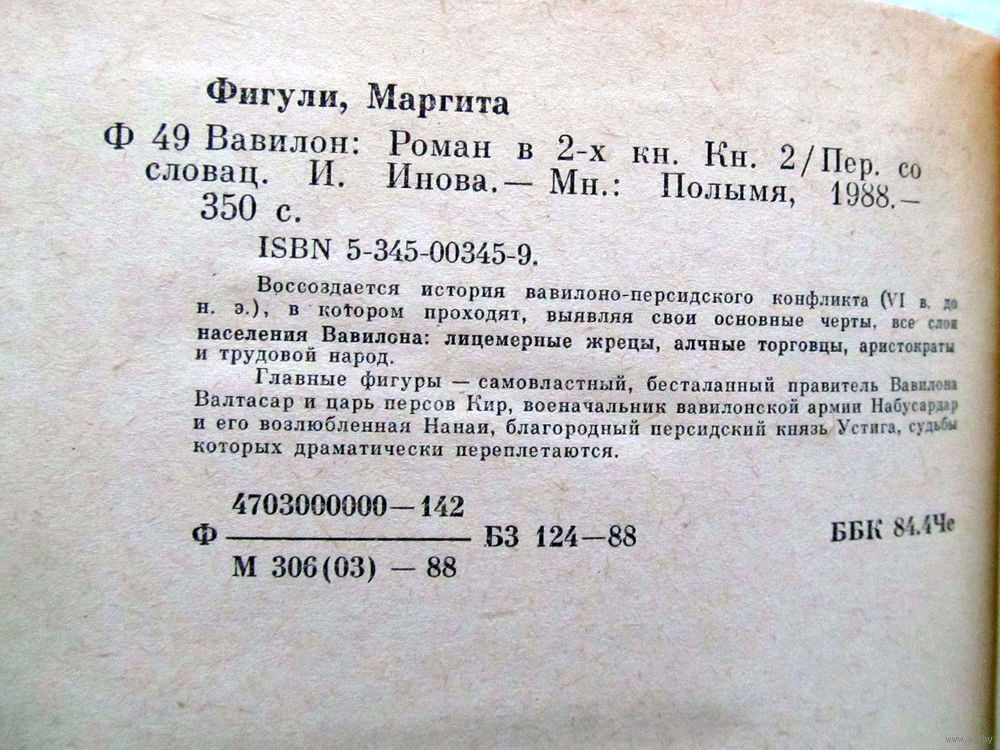 Фигули, Маргита
Ф 49 Вавилон: Роман в 2-х кн. Кн. 2/Пер. со
словац. И. Инова.— Мн.: Полымя, 1988.—
350 с.
ISBN 5-345-00345-9.
Воссоздается история вавилоно-персидского конфликта (VI в. до
н. э.), в котором проходят, выявляя свои основные черты, все слои
населения Вавилона: лицемерные жрецы, алчные торговцы, аристократы
и трудовой народ.
Главные фигуры — самовластный, бесталанный правитель Вавилона
Валтасар и царь персов Кир, военачальник вавилонской армии Набусардар
и его возлюбленная Нанаи, благородный персидский князь Устига, судьбы
которых драматически переплетаются.
4703000000—142
Ф БЗ 124—88 ББК 84.4Че
М 306(03) — 88